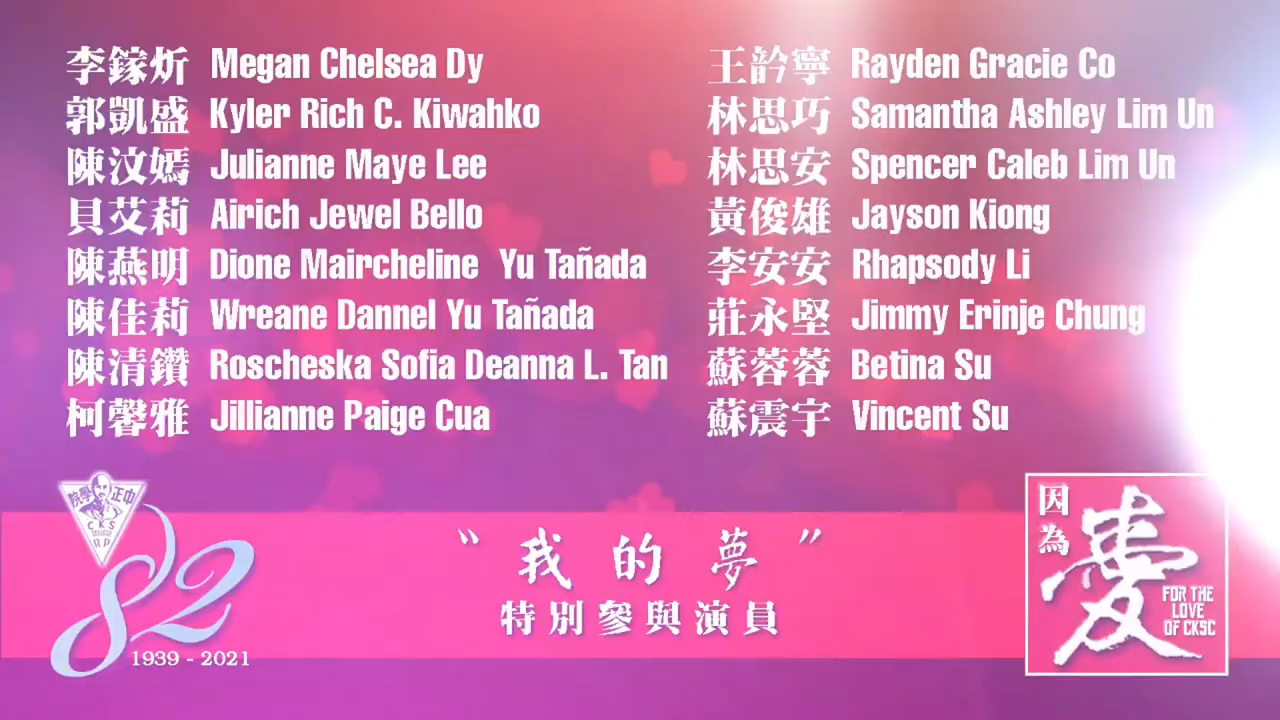 李鎵炘 Megan Chelsea Dy
郭凱盛 Kyler Rich C. Kiwahko
陳汶嫣 Julianne Maye Lee
貝艾莉 Airich Jewel Bello
陳燕明 Dione Maircheline Yu Tañada
陳佳莉 Wreane Dannel Yu Tañada
陳清鑽 Roscheska Sofia Deanna L. Tan
柯馨雅 Jillianne Paige Cua
王韵寧 Rayden Gracie Co
林思巧 Samantha Ashley Lim Un
林思安 Spencer Caleb Lim Un
黃俊雄 Jayson Kiong
李安安 Rhapsody Li
莊永堅 Jimmy Erinje Chung
蘇蓉蓉 Betina Su
蘇震宇 Vincent Su
院學 正中
CKS
COLLEGE
82
1939 - 2021
“我的夢”
特別參與演員
因為
愛
FOR THE
LOVE
OF CKSC